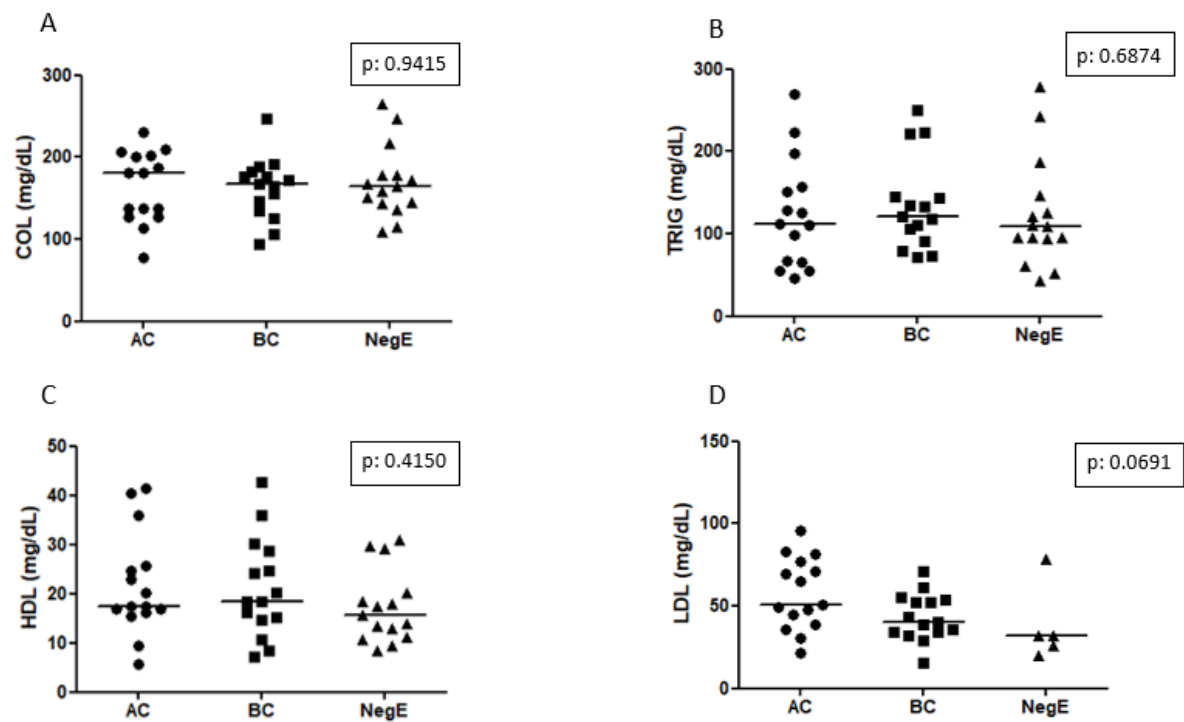 A
p: 0.9415
300
200
100
0
COL (mg/dL)
AC BC NegE
B
p: 0.6874
300
200
100
0
TRIG (mg/dL)
AC BC NegE
C
p: 0.4150
50
40
30
20
10
0
HDL (mg/dL)
AC BC NegE
D
p: 0.0691
150
100
50
0
LDL (mg/dL)
AC BC NegE